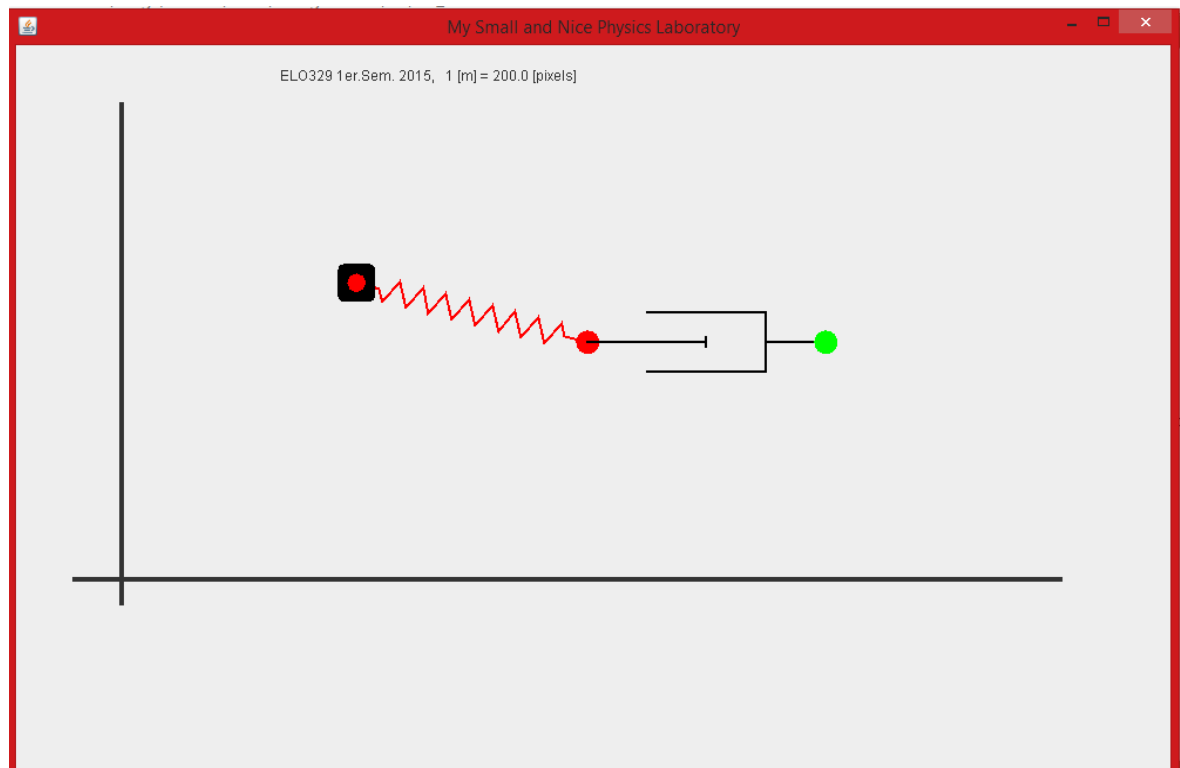 My Small and Nice Physics Laboratory
ELO329 1er.Sem. 2015,  1 [m] = 200.0 [pixels]